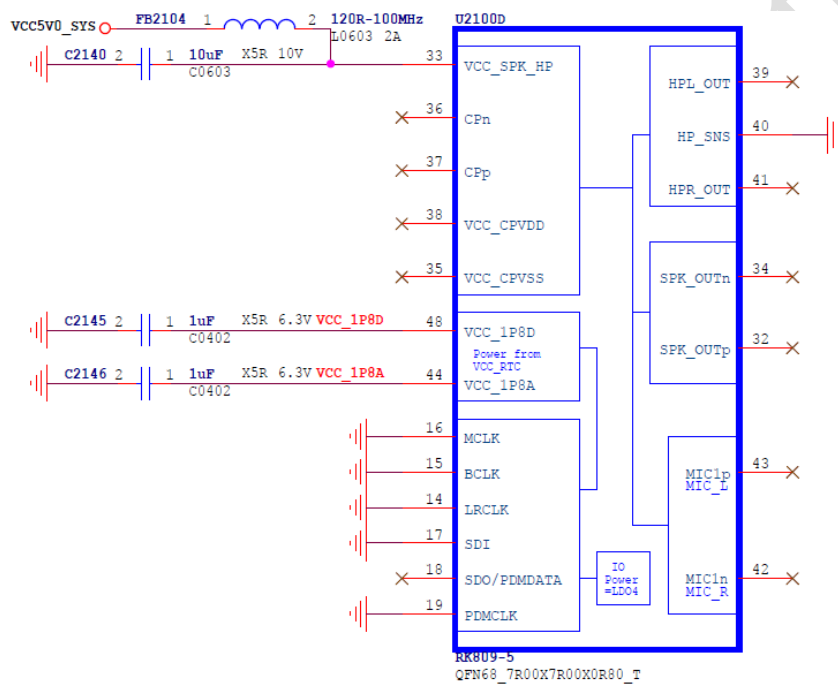 VCC5V0_SYS FB2104 1 2 120R-100MHz U2100D
L0603 2A
C2140 2 1 10uF X5R 10V 33 VCC_SPK_HP
C0603
HPL_OUT 39
36 CPn
HP_SNS 40
37 CPp
HPR_OUT 41
38 VCC_CPVDD
35 VCC_CPVSS
SPK_OUTn 34
C2145 2 1 1uF X5R 6.3V VCC_1P8D 48 VCC_1P8D
C0402
SPK_OUTp 32
Power from
VCC_RTC
C2146 2 1 1uF X5R 6.3V VCC_1P8A 44 VCC_1P8A
C0402
16 MCLK
15 BCLK
MIC1p 43
MIC_L
14 LRCLK
17 SDI
18 SDO/PDMDATA
IO
Power
=LDO4
MIC1n 42
MIC_R
19 PDMCLK
RK809-5
QFN68_7R00X7R00X0R80_T